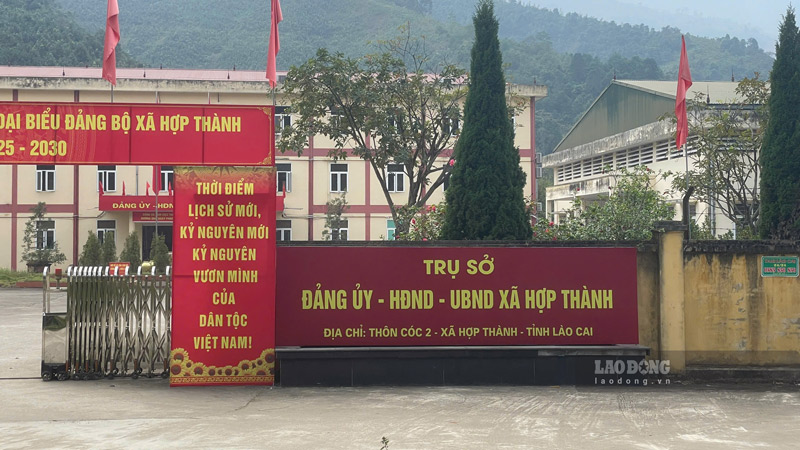 ĐẠI BIỂU ĐẢNG BỘ XÃ HỢP THÀNH
25 - 2030
ĐẢNG ỦY - HĐN
THỜI ĐIỂM
LỊCH SỬ MỚI,
KỶ NGUYÊN MỚI
KỶ NGUYÊN
VƯƠN MÌNH
CỦA
DÂN TỘC
VIỆT NAM!
TRỤ SỞ
ĐẢNG ỦY - HĐND - UBND XÃ HỢP THÀNH
ĐỊA CHỈ: THÔN CÓC 2 - XÃ HỢP THÀNH - TỈNH LÀO CAI
LAO ĐỘNG
laodong.vn